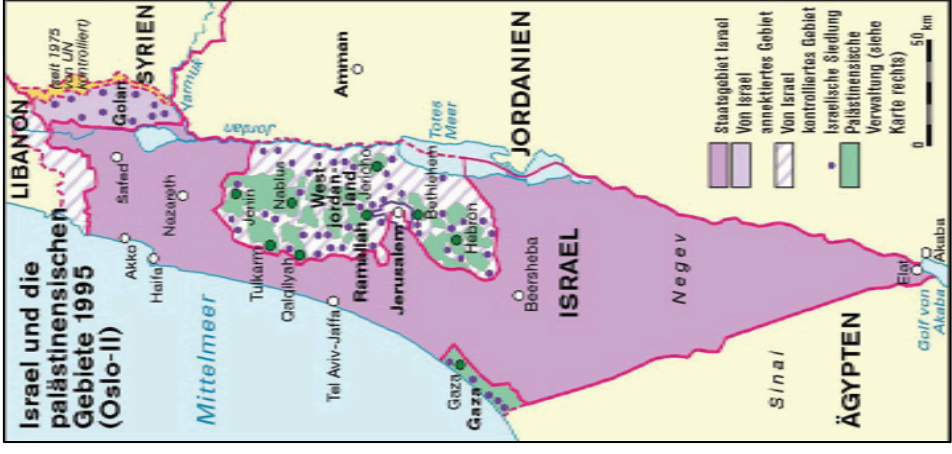 Israel und die
palästinensischen
Gebiete 1995
(Oslo-II)
LIBANON
(seit 1975
von UN
kontrolliert)
SYRIEN
Golan
Yarmuk
Safed
Akko
Haifa
Nazareth
Mittelmeer
Jordan
Jenin
Tulkarm
Nablus
Qalqilyah
West-
Jordan-
land
Amman
Tel Aviv-Jaffa
Ramallah
Jericho
Jerusalem
Bethlehem
Totes
Meer
Hebron
Gaza
Gaza
Beersheba
JORDANIEN
ISRAEL
Negev
Sinai
ÄGYPTEN
Elat
Akaba
Golf von
Akaba
Staatsgebiet Israel
Von Israel
annektiertes Gebiet
Von Israel
kontrolliertes Gebiet
Israelische Siedlung
Palästinensische
Verwaltung (siehe
Karte rechts)
0 50 km